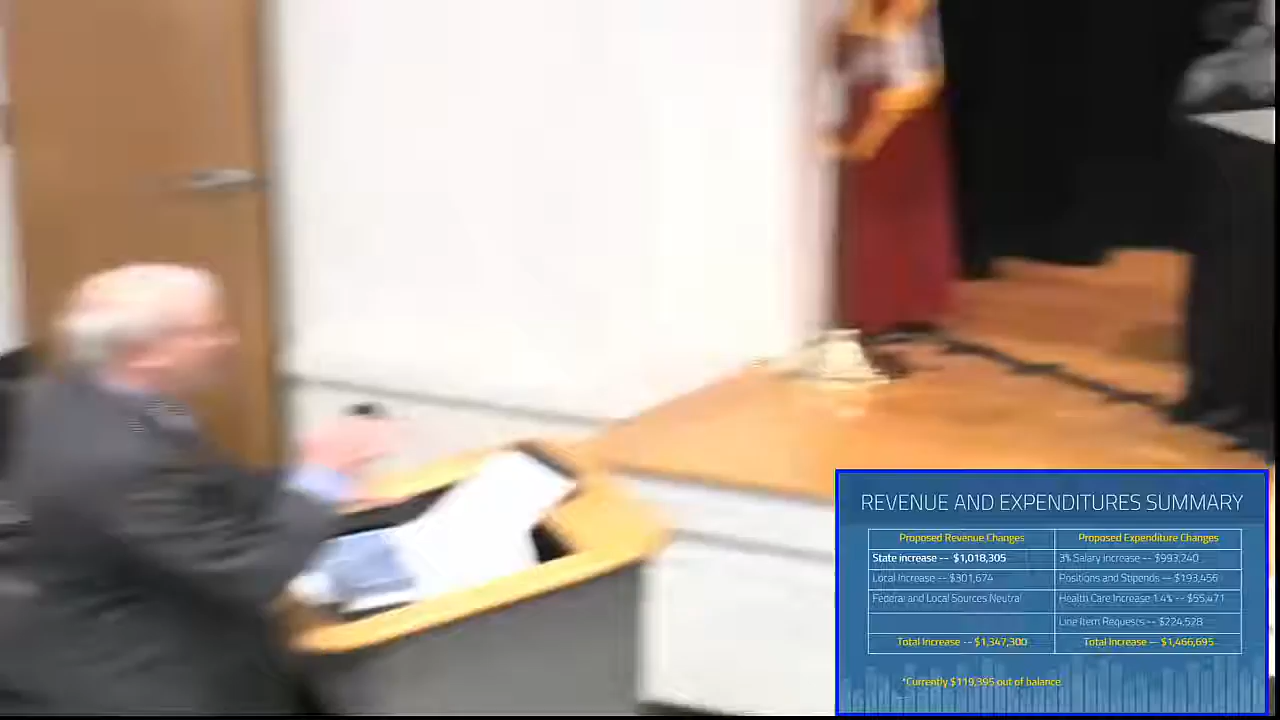 REVENUE AND EXPENDITURES SUMMARY
Proposed Revenue Changes Proposed Expenditure Changes
State increase -- $1,018,305 3% Salary increase -- $993,240
Local Increase -- $301,674 Positions and Stipends -- $193,456
Federal and Local Sources Neutral Health Care Increase 1.4% -- $55,471
Line Item Requests -- $224,528
Total Increase -- $1,347,300 Total Increase -- $1,466,695
*Currently $119,395 out of balance.